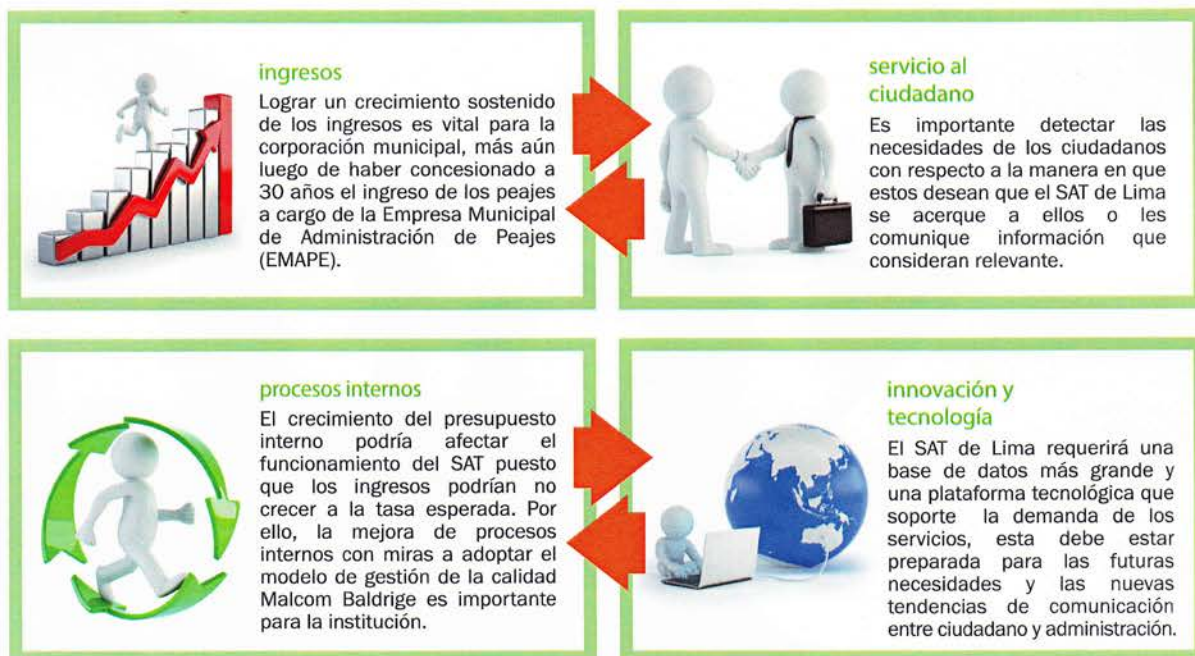 ingresos
Lograr un crecimiento sostenido
de los ingresos es vital para la
corporación municipal, más aún
luego de haber concesionado a
30 años el ingreso de los peajes
a cargo de la Empresa Municipal
de Administración de Peajes
(EMAPE).
servicio al
ciudadano
Es importante detectar las
necesidades de los ciudadanos
con respecto a la manera en que
estos desean que el SAT de Lima
se acerque a ellos o les
comunique información que
consideran relevante.
procesos internos
El crecimiento del presupuesto
interno podría afectar el
funcionamiento del SAT puesto
que los ingresos podrían no
crecer a la tasa esperada. Por
ello, la mejora de procesos
internos con miras a adoptar el
modelo de gestión de la calidad
Malcom Baldrige es importante
para la institución.
innovación y
tecnología
El SAT de Lima requerirá una
base de datos más grande y
una plataforma tecnológica que
soporte la demanda de los
servicios, esta debe estar
preparada para las futuras
necesidades y las nuevas
tendencias de comunicación
entre ciudadano y administración.